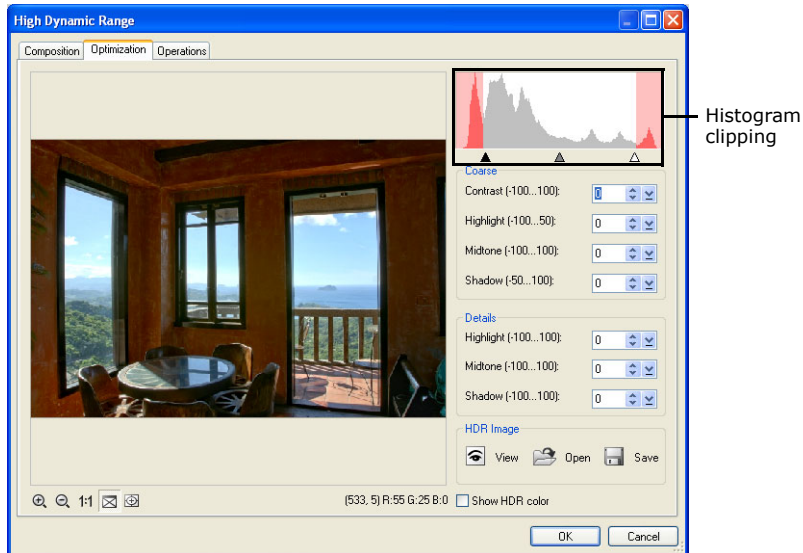 High Dynamic Range
Composition Optimization Operations
Histogram
clipping
Coarse
Contrast (-100...100): 0
Highlight (-100...50): 0
Midtone (-100...100): 0
Shadow (-50...100): 0
Details
Highlight (-100...100): 0
Midtone (-100...100): 0
Shadow (-100...100): 0
HDR Image
View Open Save
1:1 (533, 5) R:55 G:25 B:0 Show HDR color
OK Cancel